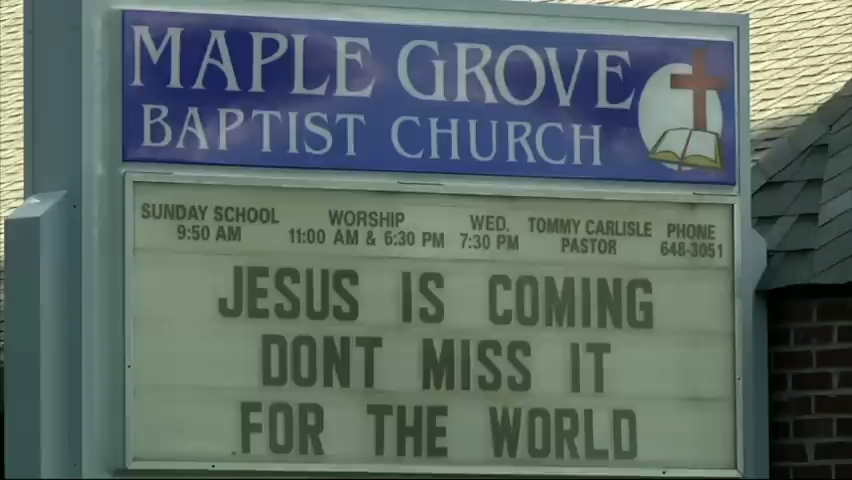 MAPLE GROVE
BAPTIST CHURCH
SUNDAY SCHOOL
9:50 AM
WORSHIP
11:00 AM & 6:30 PM
WED.
7:30 PM
TOMMY CARLISLE
PASTOR
PHONE
648-3051
JESUS IS COMING
DONT MISS IT
FOR THE WORLD